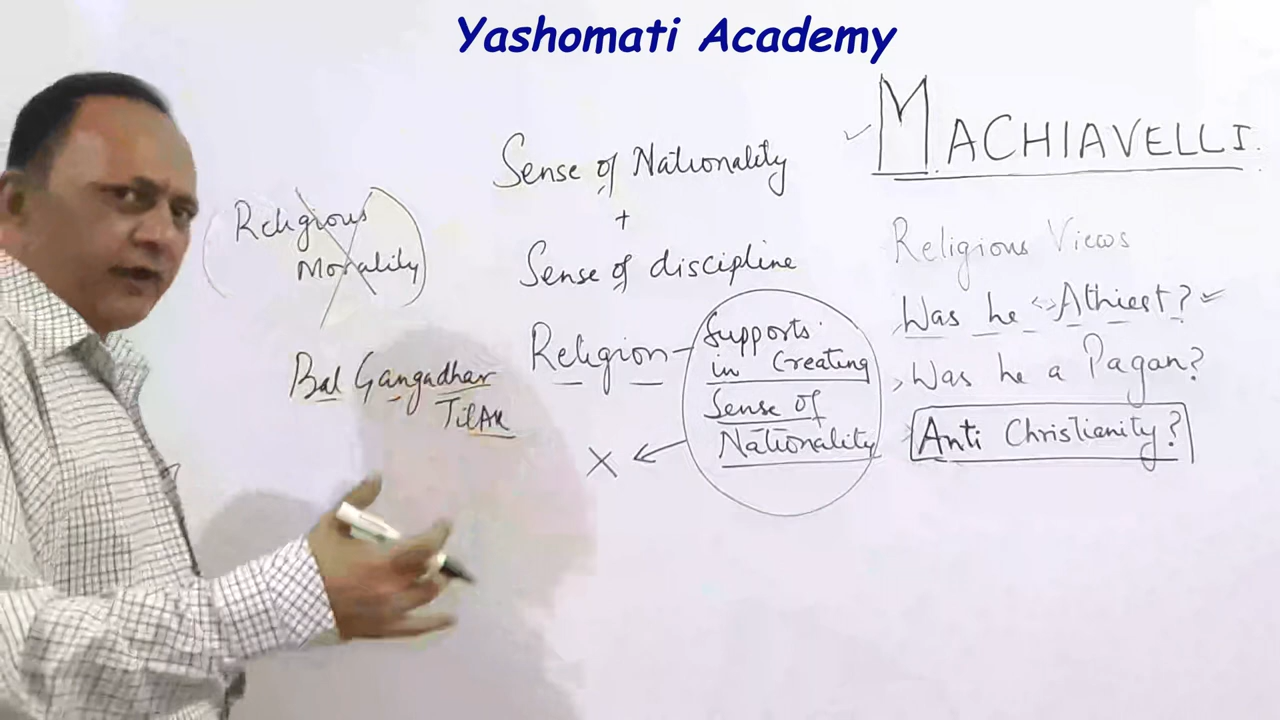 Yashomati Academy
MACHIAVELLI.
Religious Views
Was he Athiest?
Was he a Pagan?
Anti Christianity?
Sense of Nationality
+
Sense of discipline
Religion - Supports
in Creating
Sense of
Nationality
X
Religious
Morality
Bal Gangadhar
Tilak